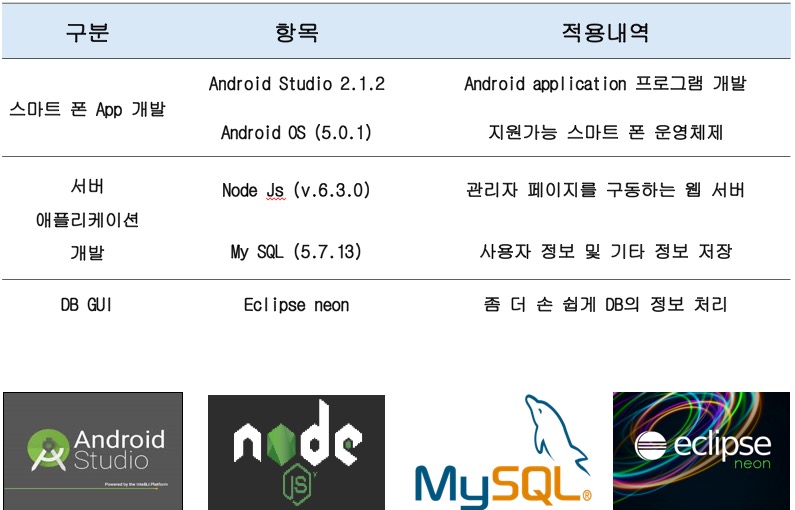 구분 항목 적용내역
스마트 폰 App 개발
Android Studio 2.1.2 Android application 프로그램 개발
Android OS (5.0.1) 지원가능 스마트 폰 운영체제
서버
애플리케이션
개발
Node Js (v.6.3.0) 관리자 페이지를 구동하는 웹 서버
My SQL (5.7.13) 사용자 정보 및 기타 정보 저장
DB GUI Eclipse neon 좀 더 손 쉽게 DB의 정보 처리
Android
Studio
Powered by the IntelliJ Platform
node
JS
MySQL®
eclipse
neon